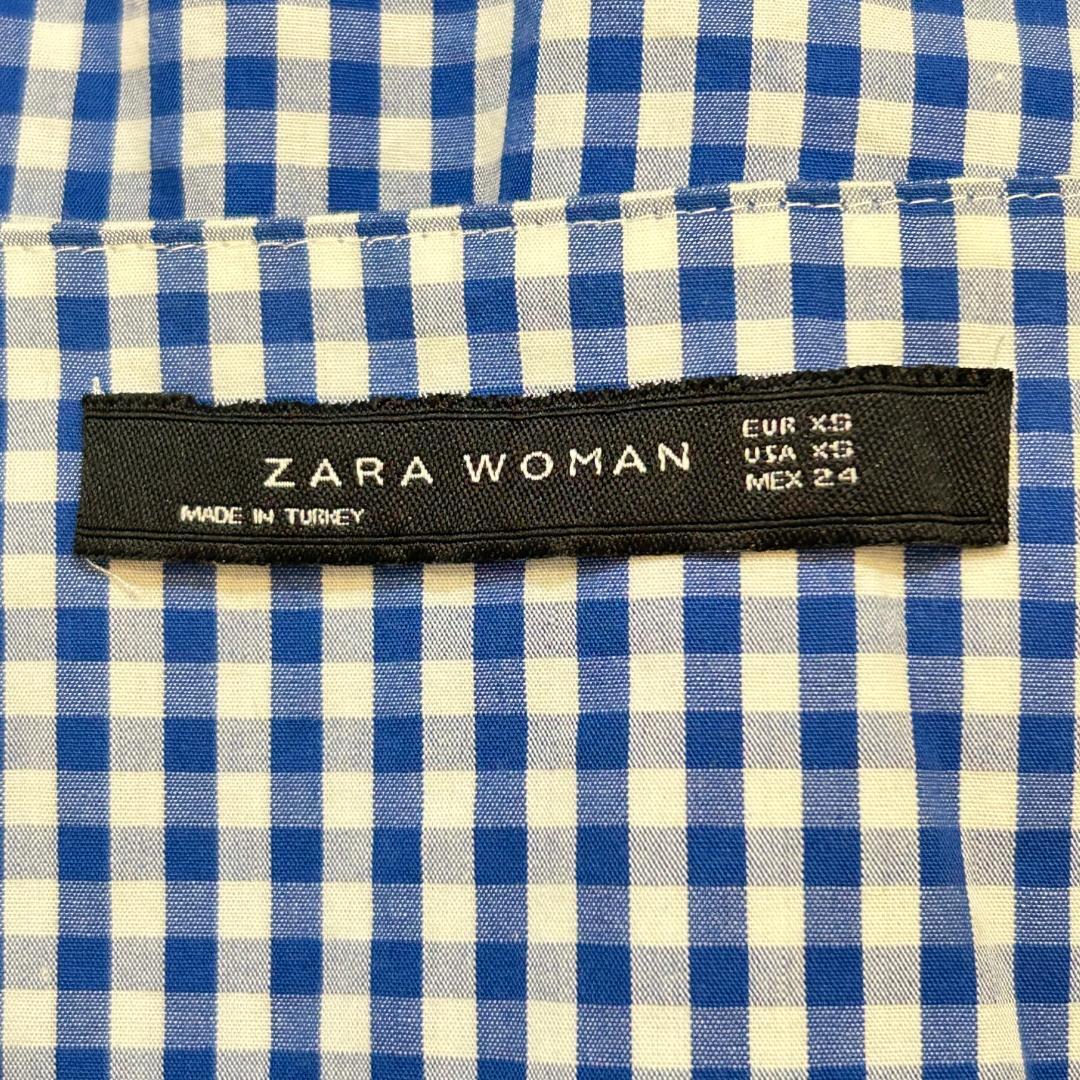 ZARA WOMAN
MADE IN TURKEY
EUR XS
USA XS
MEX 24